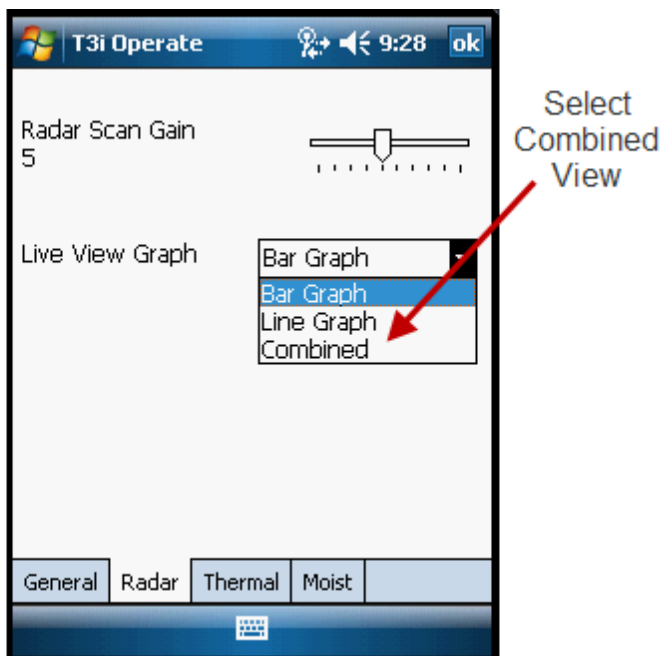 T3i Operate 9:28 ok
Radar Scan Gain
5
Select
Combined
View
Live View Graph
Bar Graph
Bar Graph
Line Graph
Combined
General Radar Thermal Moist